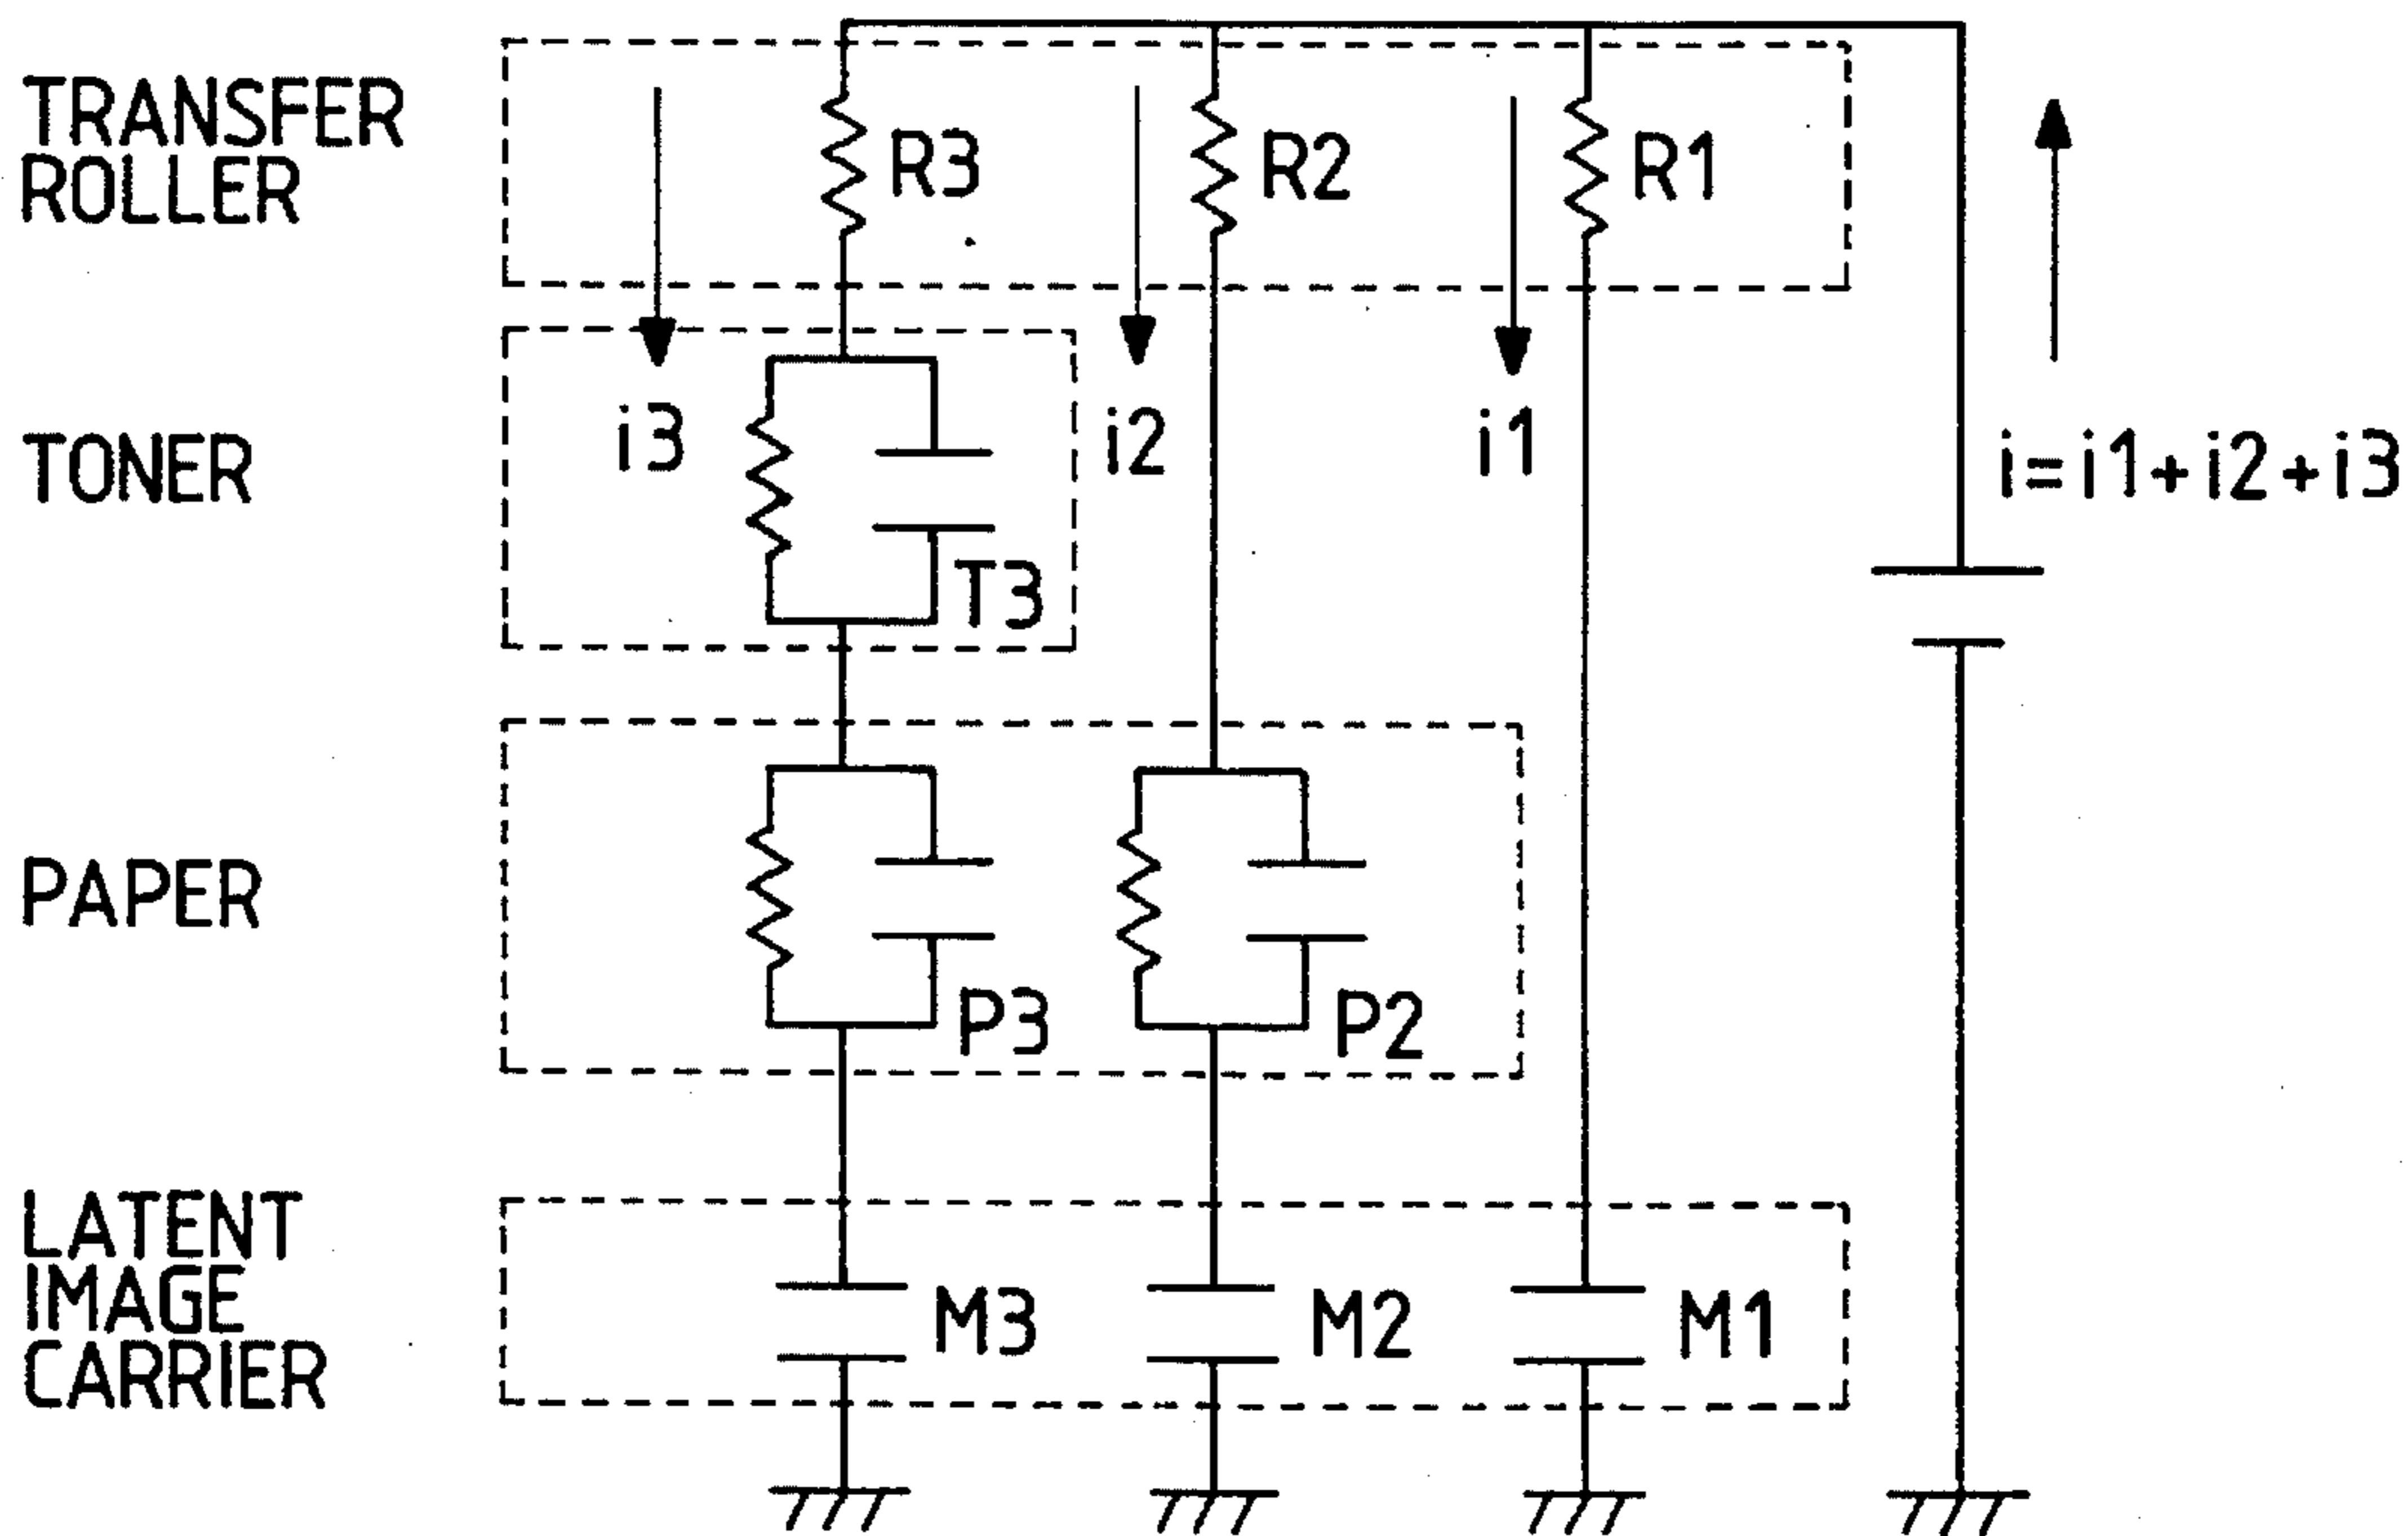 TRANSFER
ROLLER
R3
R2
R1
TONER
i3
i2
i1
i=i1+i2+i3
T3
PAPER
P3
P2
LATENT
IMAGE
CARRIER
M3
M2
M1